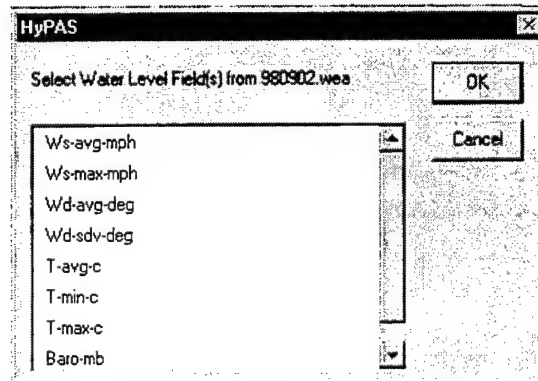 HyPAS
Select Water Level Field(s) from 980902.wea
OK
Cancel
Ws-avg-mph
Ws-max-mph
Wd-avg-deg
Wd-sdv-deg
T-avg-c
T-min-c
T-max-c
Baro-mb